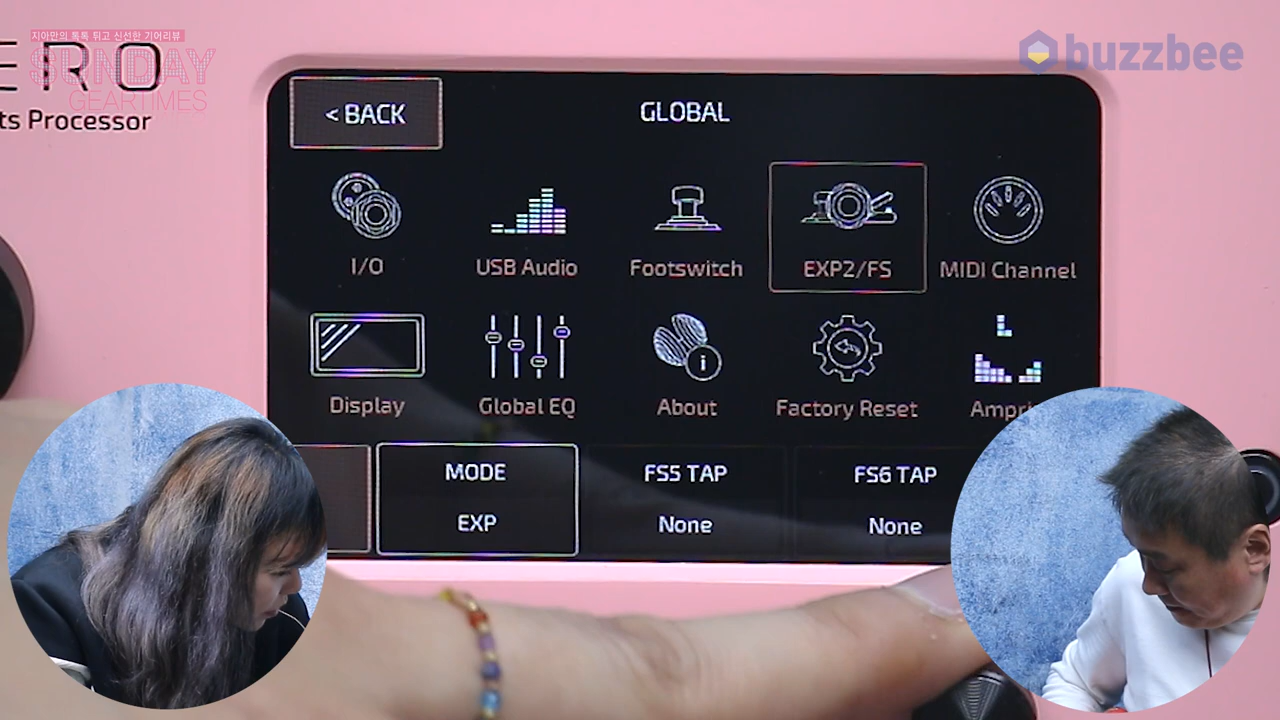 지아만의 톡톡 튀고 신선한 기어리뷰
SUNDAY
GEARTIMES
ERO
ts Processor
buzzbee
< BACK
GLOBAL
I/O
USB Audio
Footswitch
EXP2/FS
MIDI Channel
Display
Global EQ
About
Factory Reset
MODE
FS5 TAP
FS6 TAP
EXP
None
None